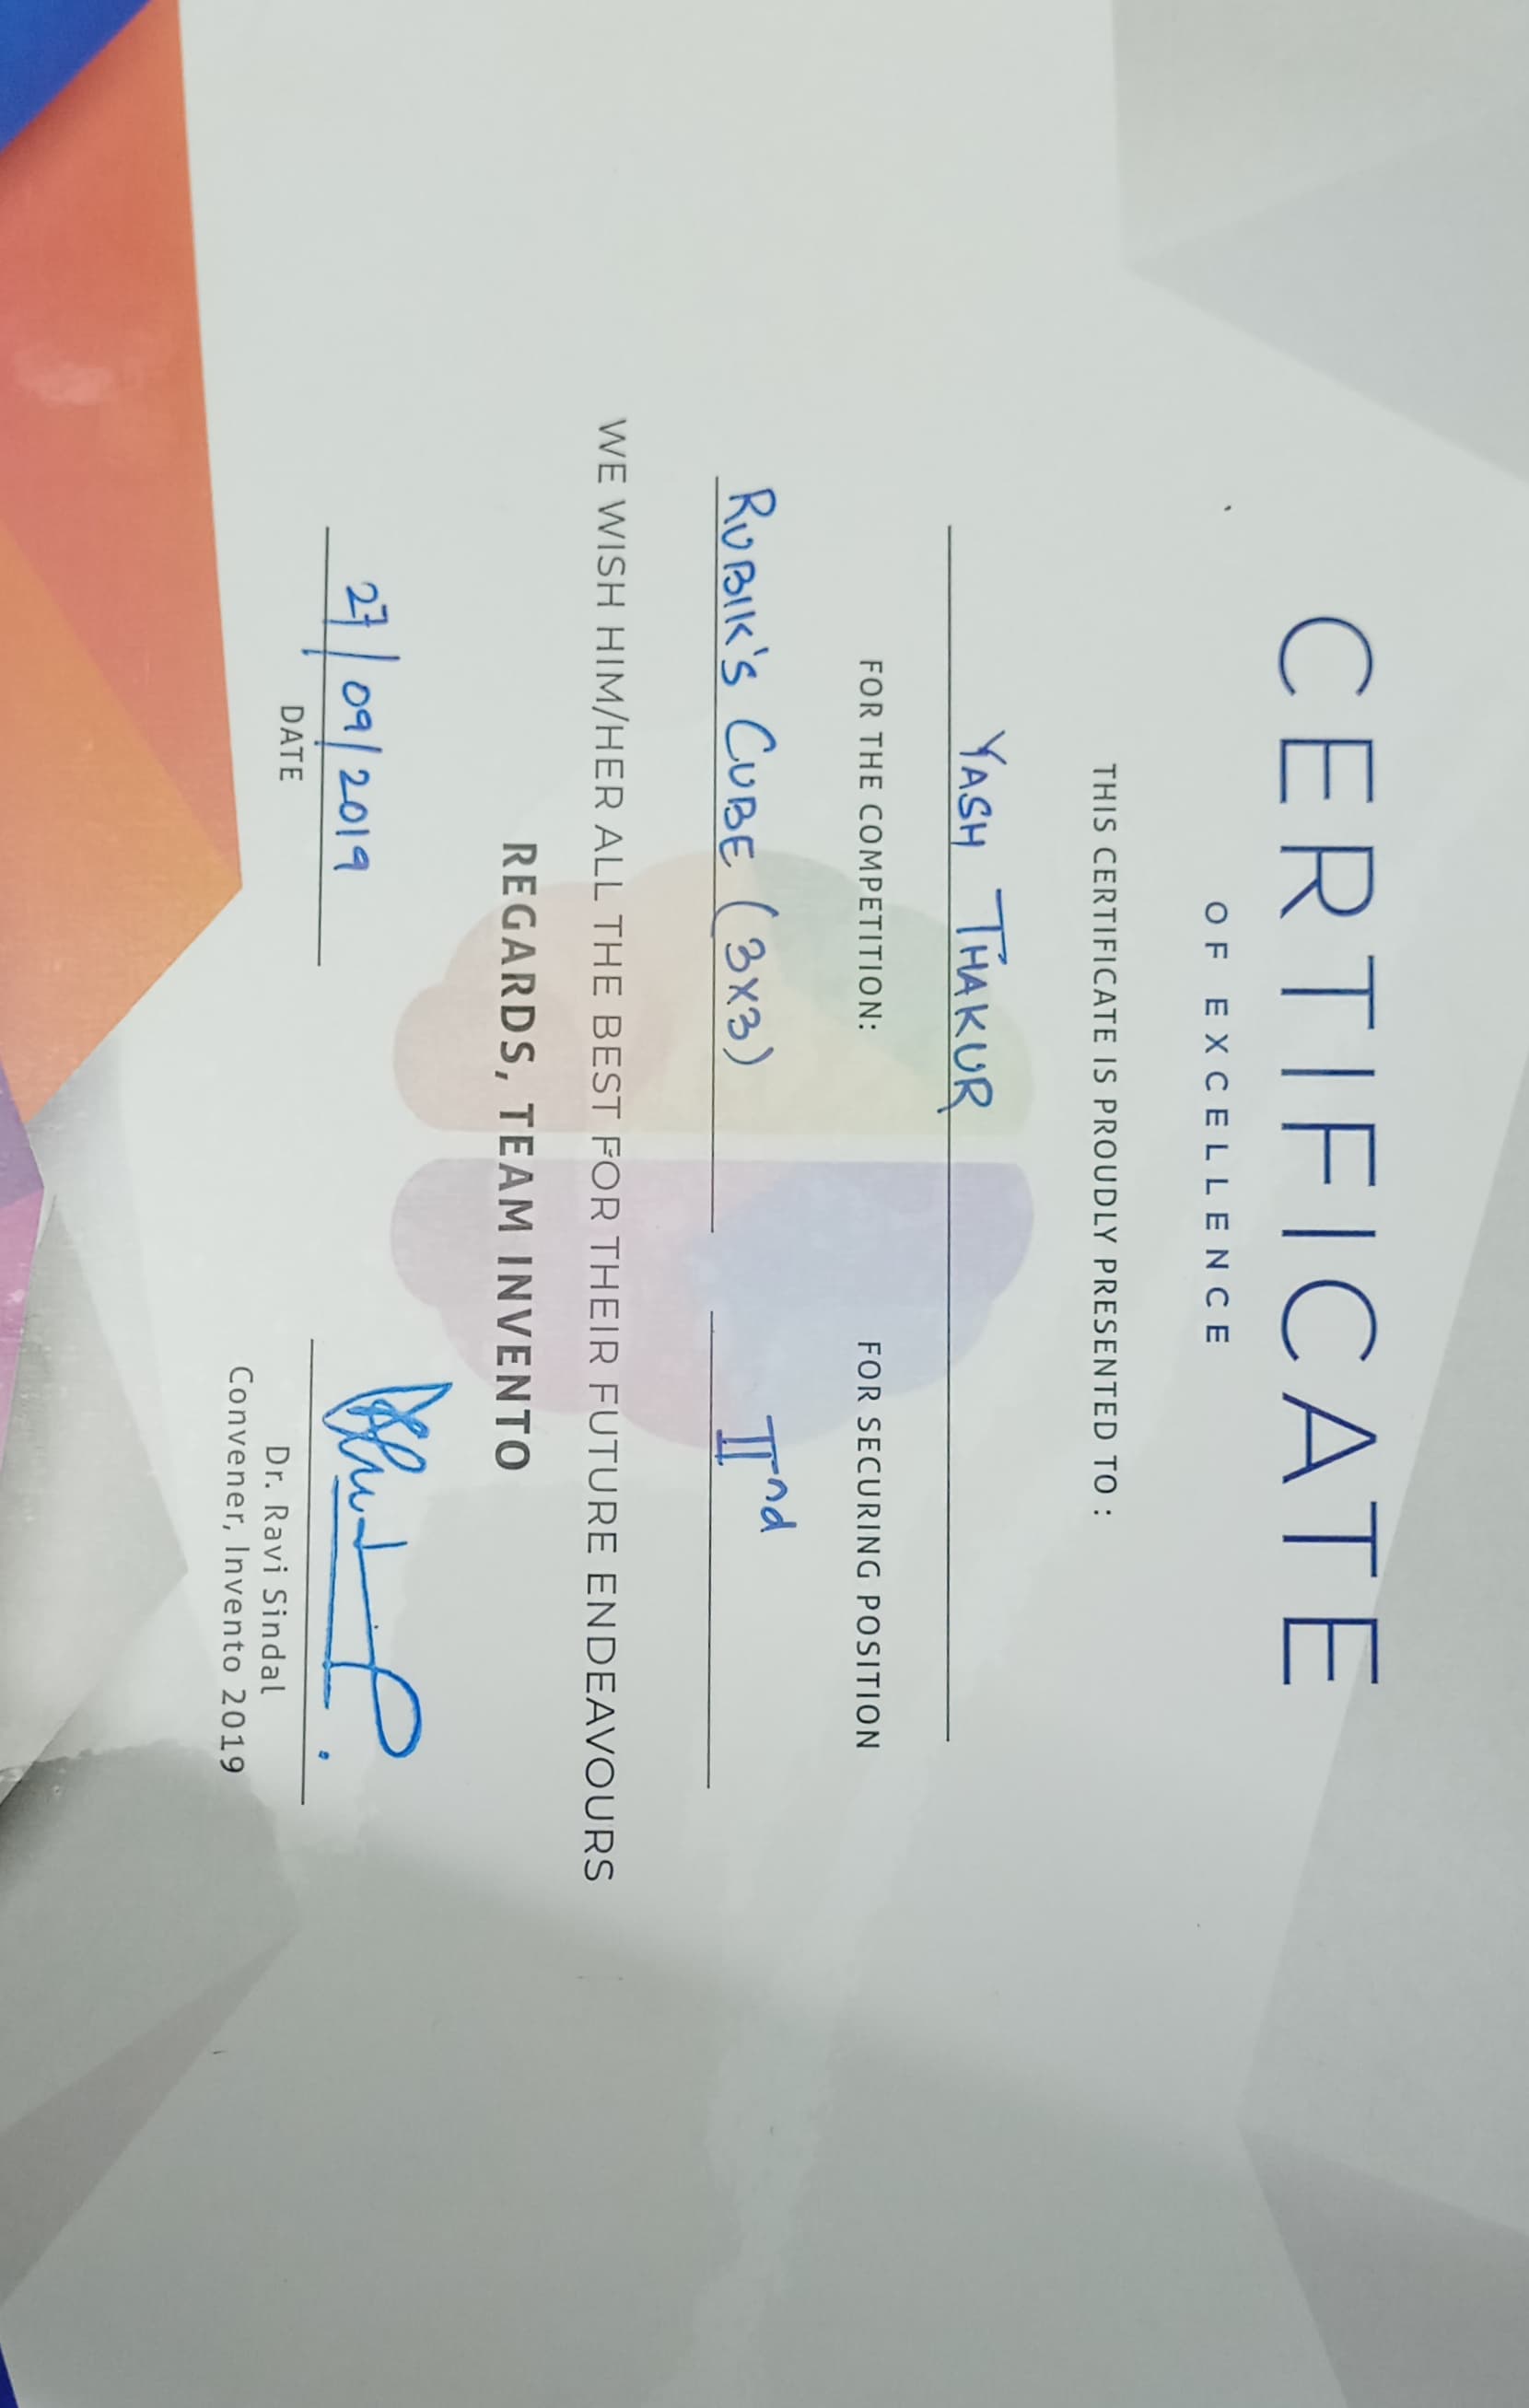 CERTIFICATE
OF EXCELLENCE
THIS CERTIFICATE IS PROUDLY PRESENTED TO :
YASH THAKUR
FOR THE COMPETITION: FOR SECURING POSITION
RUBIK'S CUBE (3X3) IInd
WE WISH HIM/HER ALL THE BEST FOR THEIR FUTURE ENDEAVOURS
REGARDS, TEAM INVENTO
27/09/2019
DATE
Dr. Ravi Sindal
Convener, Invento 2019